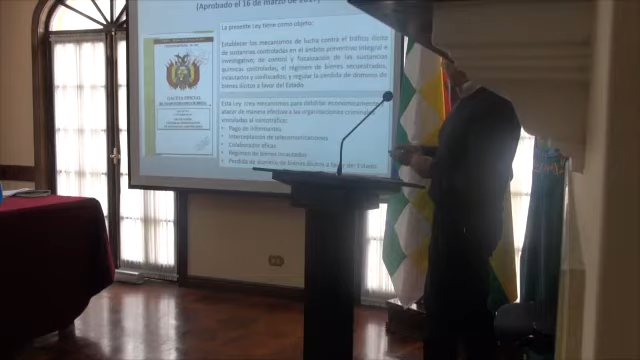 (Aprobado el 16 de marzo de 2017)
La presente Ley tiene como objeto:
Establecer los mecanismos de lucha contra el tráfico ilícito
de sustancias controladas en el ámbito preventivo integral e
investigativo; de control y fiscalización de las sustancias
químicas controladas; el régimen de bienes secuestrados,
incautados y confiscados; y regular la pérdida de dominio de
bienes ilícitos a favor del Estado.
GACETA OFICIAL
Esta Ley crea mecanismos para debilitar económicamente
atacar de manera efectiva a las organizaciones criminales
vinculadas al narcotráfico:
• Pago de informantes
• Interceptación de telecomunicaciones
• Colaborador eficaz
• Régimen de bienes incautados
• Pérdida de dominio de bienes ilícitos a favor del Estado